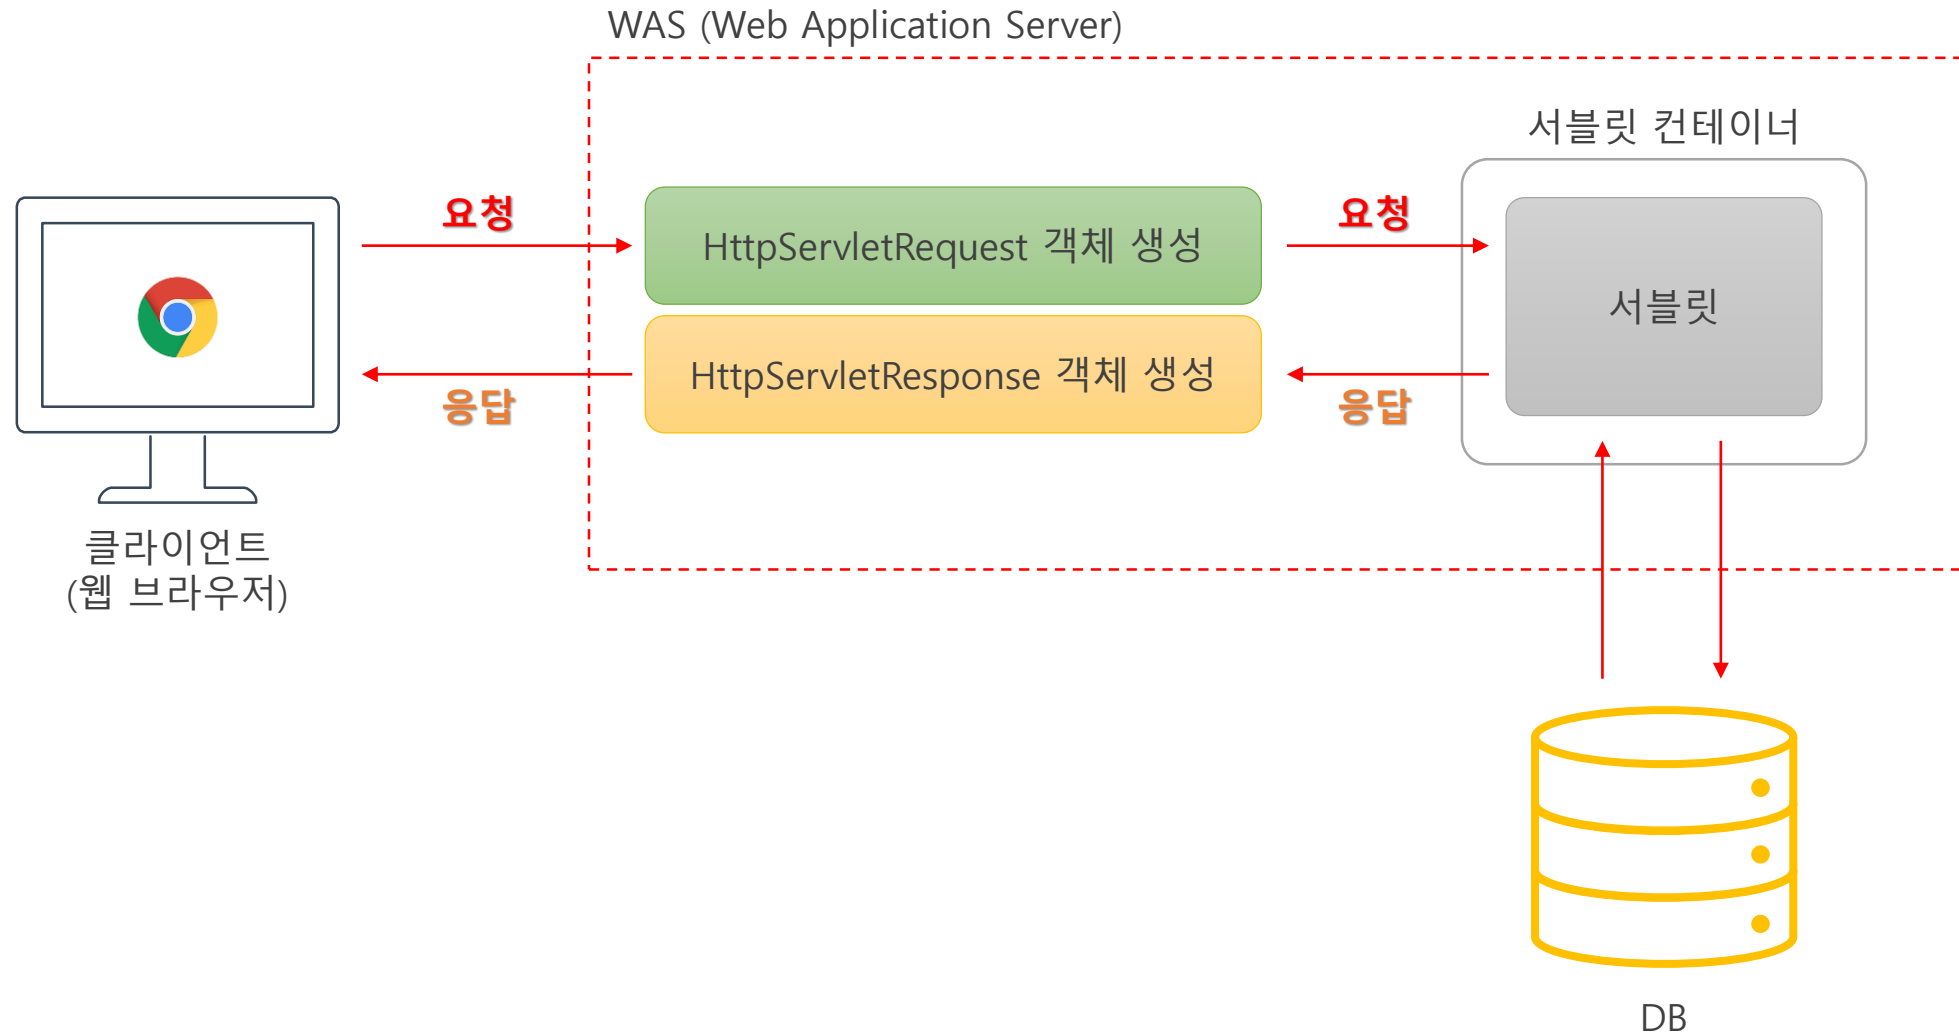 WAS (Web Application Server)
서블릿 컨테이너
요청
HttpServletRequest 객체 생성
요청
서블릿
HttpServletResponse 객체 생성
응답
응답
클라이언트
(웹 브라우저)
DB